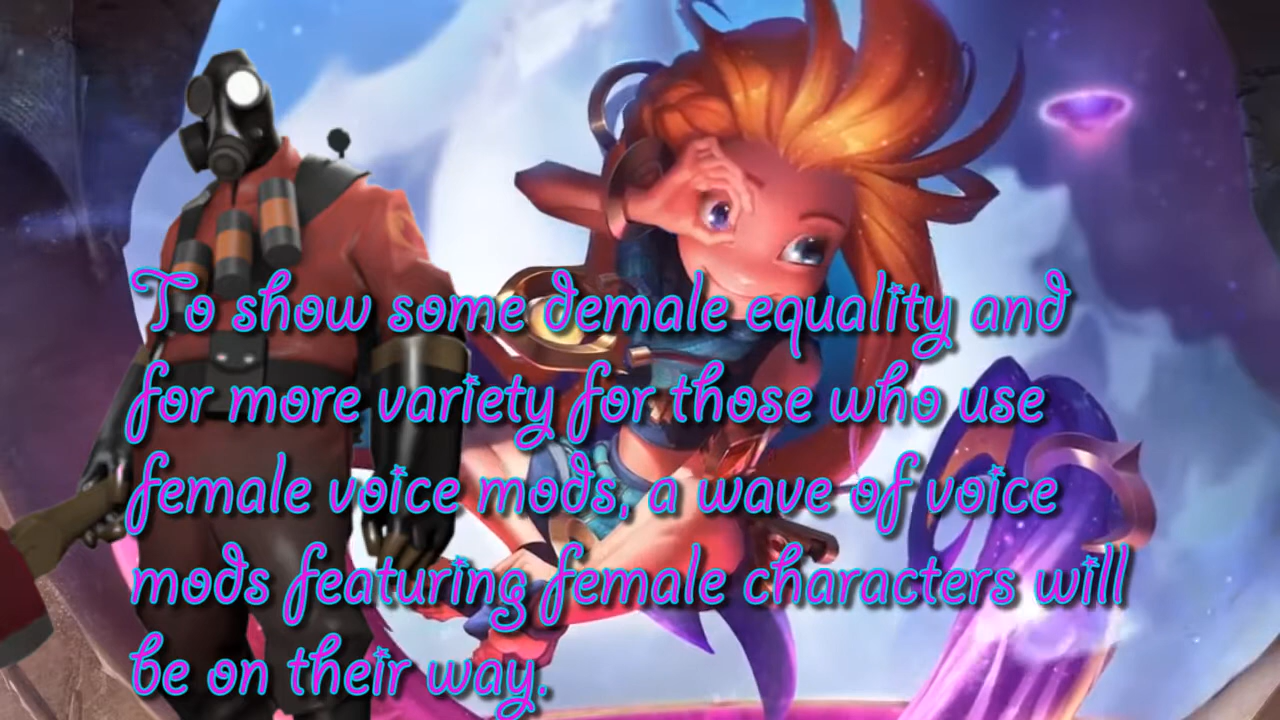 To show some demale equality and
for more variety for those who use
female voice mods, a wave of voice
mods featuring female characters will
be on their way.